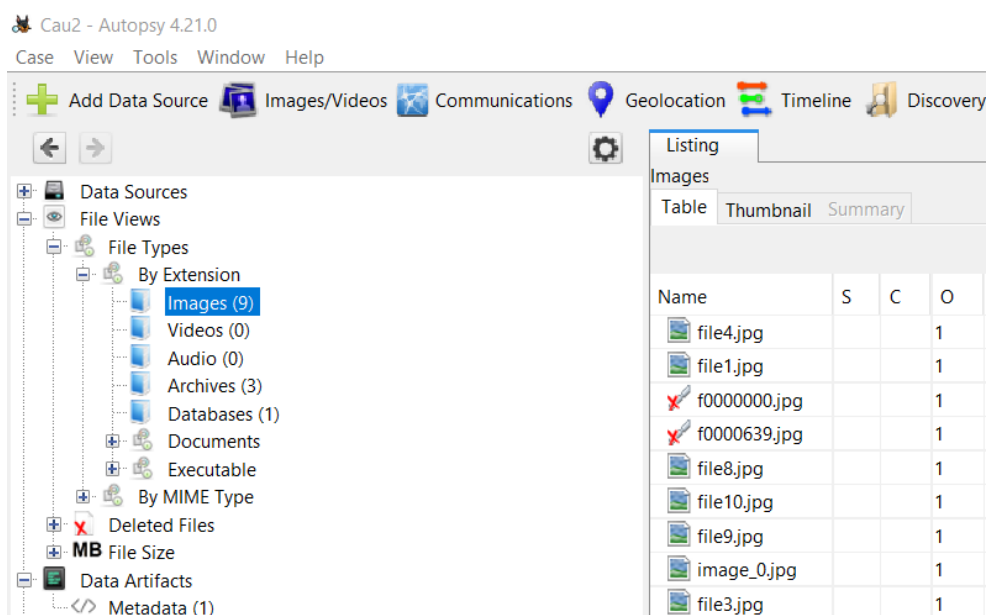 Cau2 - Autopsy 4.21.0
Case View Tools Window Help
Add Data Source Images/Videos Communications Geolocation Timeline Discovery
Listing
Images
Table Thumbnail Summary
Name S C O
file4.jpg 1
file1.jpg 1
f0000000.jpg 1
f0000639.jpg 1
file8.jpg 1
file10.jpg 1
file9.jpg 1
image_0.jpg 1
file3.jpg 1
Data Sources
File Views
File Types
By Extension
Images (9)
Videos (0)
Audio (0)
Archives (3)
Databases (1)
Documents
Executable
By MIME Type
Deleted Files
MB File Size
Data Artifacts
Metadata (1)